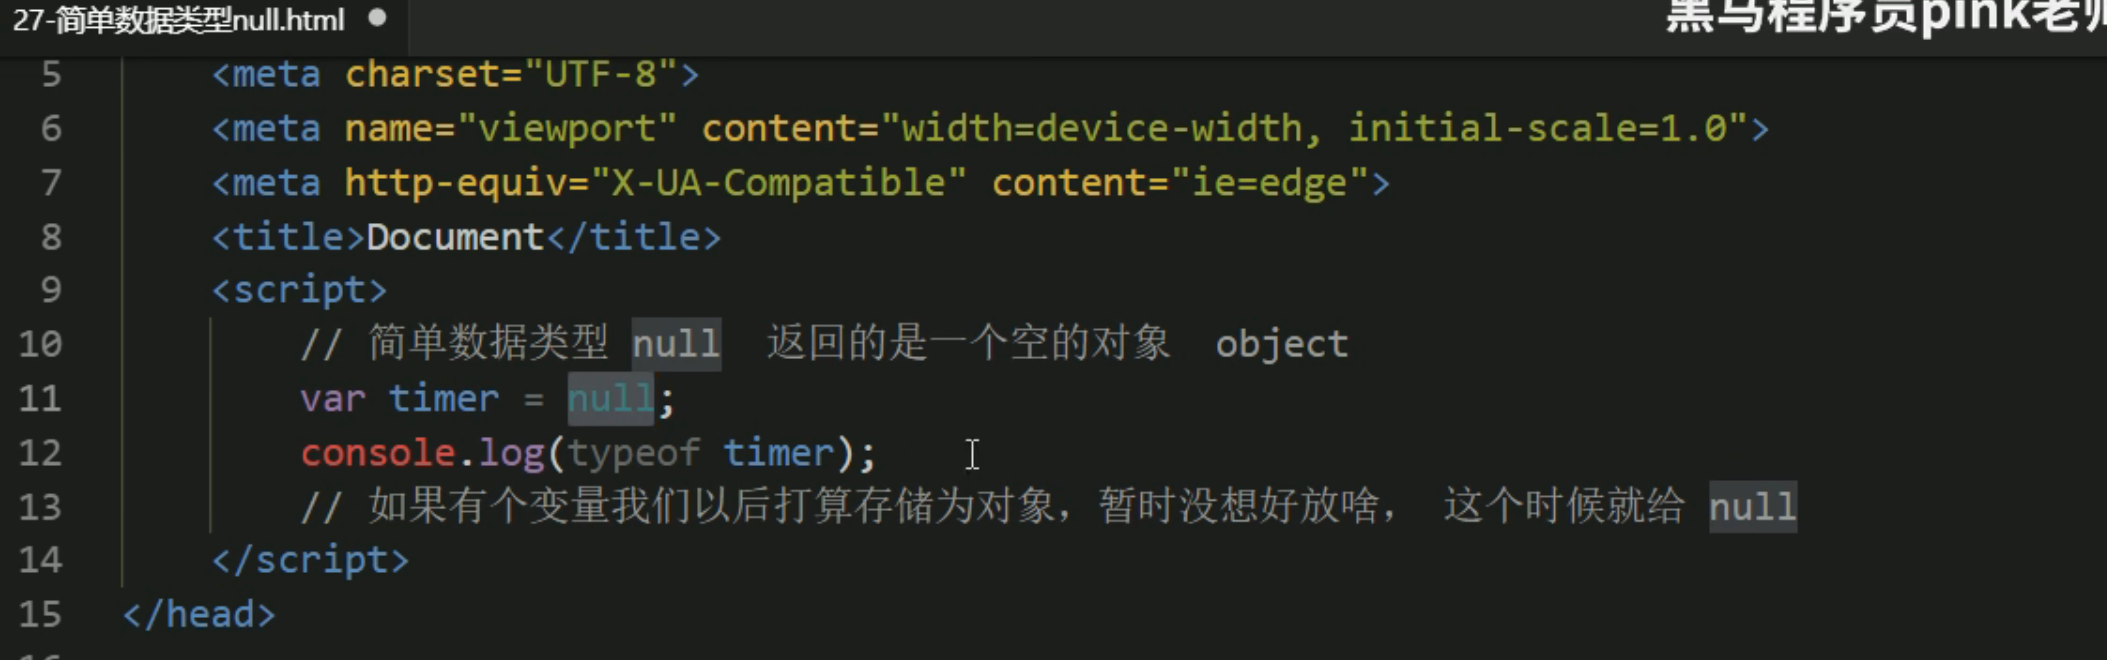 27-简单数据类型null.html
黑马程序员pink老师
5 <meta charset="UTF-8">
6 <meta name="viewport" content="width=device-width, initial-scale=1.0">
7 <meta http-equiv="X-UA-Compatible" content="ie=edge">
8 <title>Document</title>
9 <script>
10 // 简单数据类型 null 返回的是一个空的对象 object
11 var timer = null;
12 console.log(typeof timer);
13 // 如果有个变量我们以后打算存储为对象，暂时没想好放啥， 这个时候就给 null
14 </script>
15 </head>